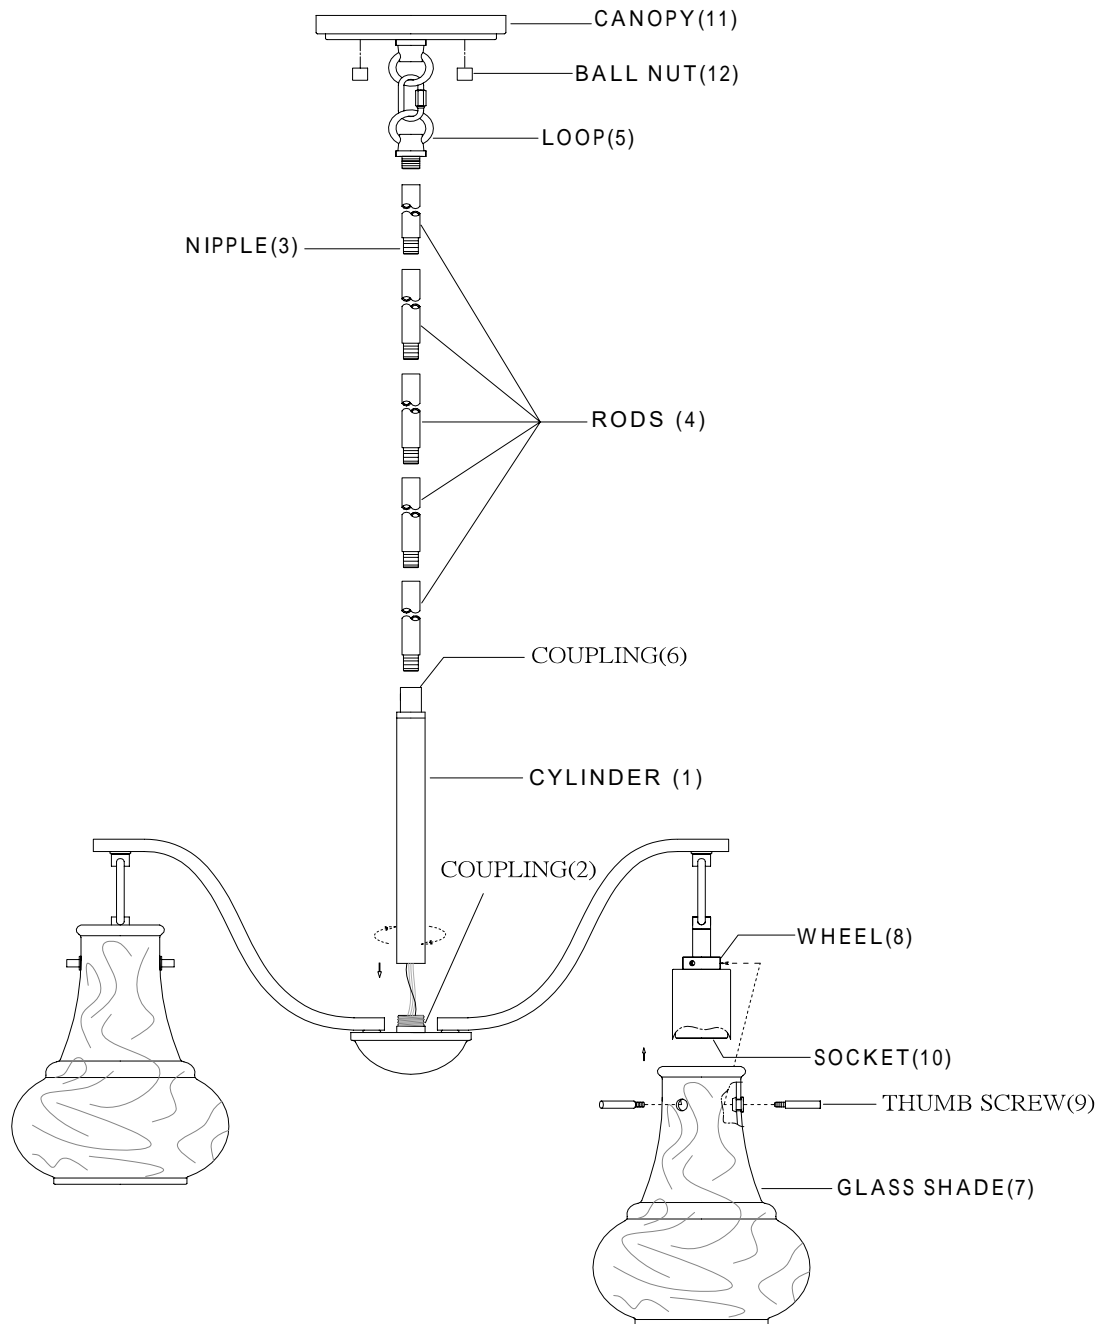 CANOPY(11)
BALL NUT(12)
LOOP(5)
NIPPLE(3)
RODS (4)
COUPLING(6)
CYLINDER (1)
COUPLING(2)
WHEEL(8)
SOCKET(10)
THUMB SCREW(9)
GLASS SHADE(7)